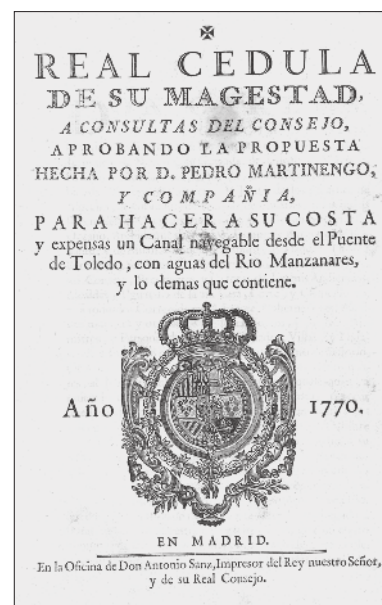 ✠
REAL CEDULA
DE SU MAGESTAD,
A CONSULTAS DEL CONSEJO,
APROBANDO LA PROPUESTA
HECHA POR D. PEDRO MARTINENGO,
Y COMPAÑIA,
PARA HACER A SU COSTA
y expensas un Canal navegable desde el Puente
de Toledo, con aguas del Rio Manzanares,
y lo demas que contiene.
Año 1770.
EN MADRID.
En la Oficina de Don Antonio Sanz, Impresor del Rey nuestro Señor,
y de su Real Consejo.